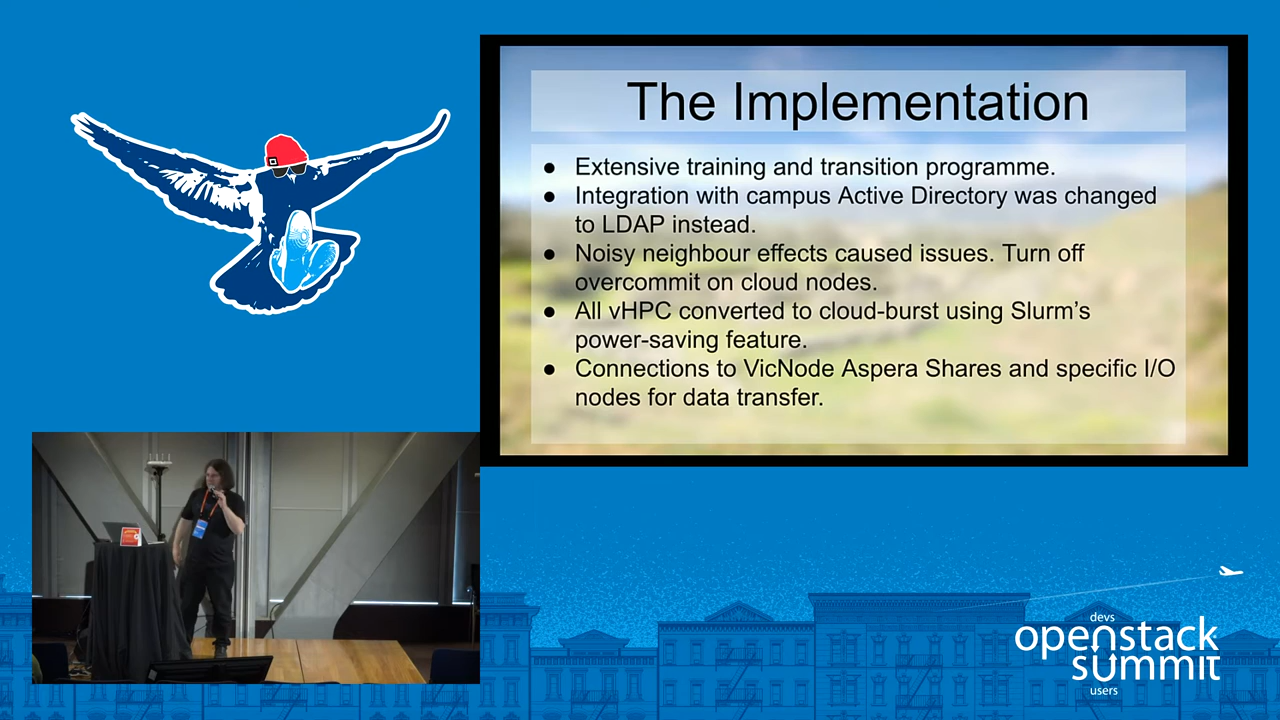 The Implementation
● Extensive training and transition programme.
● Integration with campus Active Directory was changed
to LDAP instead.
● Noisy neighbour effects caused issues. Turn off
overcommit on cloud nodes.
● All vHPC converted to cloud-burst using Slurm's
power-saving feature.
● Connections to VicNode Aspera Shares and specific I/O
nodes for data transfer.
devs
openstack
summit
users